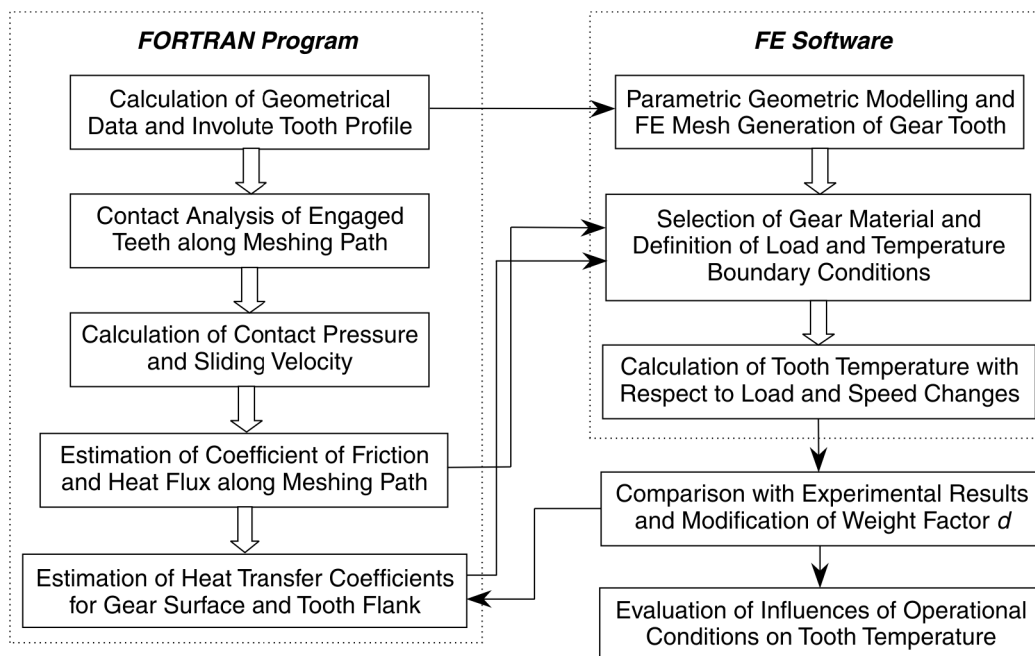 FORTRAN Program
Calculation of Geometrical
Data and Involute Tooth Profile
Contact Analysis of Engaged
Teeth along Meshing Path
Calculation of Contact Pressure
and Sliding Velocity
Estimation of Coefficient of Friction
and Heat Flux along Meshing Path
Estimation of Heat Transfer Coefficients
for Gear Surface and Tooth Flank
FE Software
Parametric Geometric Modelling and
FE Mesh Generation of Gear Tooth
Selection of Gear Material and
Definition of Load and Temperature
Boundary Conditions
Calculation of Tooth Temperature with
Respect to Load and Speed Changes
Comparison with Experimental Results
and Modification of Weight Factor d
Evaluation of Influences of Operational
Conditions on Tooth Temperature